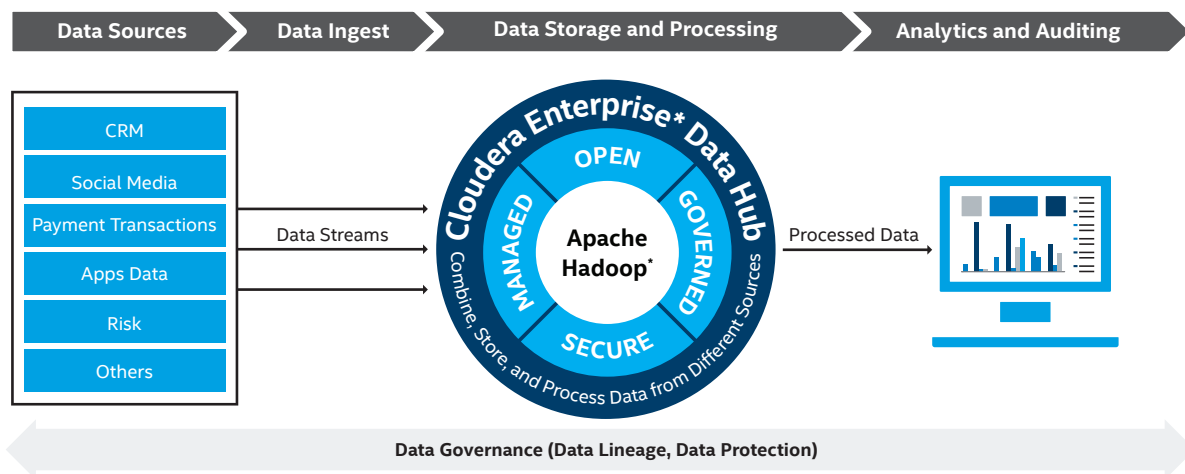 Data Sources
Data Ingest
Data Storage and Processing
Analytics and Auditing
CRM
Social Media
Payment Transactions
Apps Data
Risk
Others
Data Streams
Cloudera Enterprise* Data Hub
OPEN
MANAGED
GOVERNED
SECURE
Apache
Hadoop*
Combine, Store, and Process Data from Different Sources
Processed Data
Data Governance (Data Lineage, Data Protection)